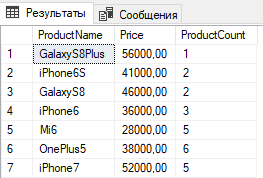 Результаты Сообщения
ProductName Price ProductCount
1 GalaxyS8Plus 56000,00 1
2 iPhone6S 41000,00 2
3 GalaxyS8 46000,00 2
4 iPhone6 36000,00 3
5 Mi6 28000,00 5
6 OnePlus5 38000,00 6
7 iPhone7 52000,00 5